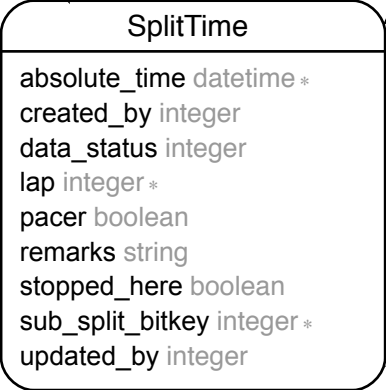 SplitTime
absolute_time datetime *
created_by integer
data_status integer
lap integer *
pacer boolean
remarks string
stopped_here boolean
sub_split_bitkey integer *
updated_by integer